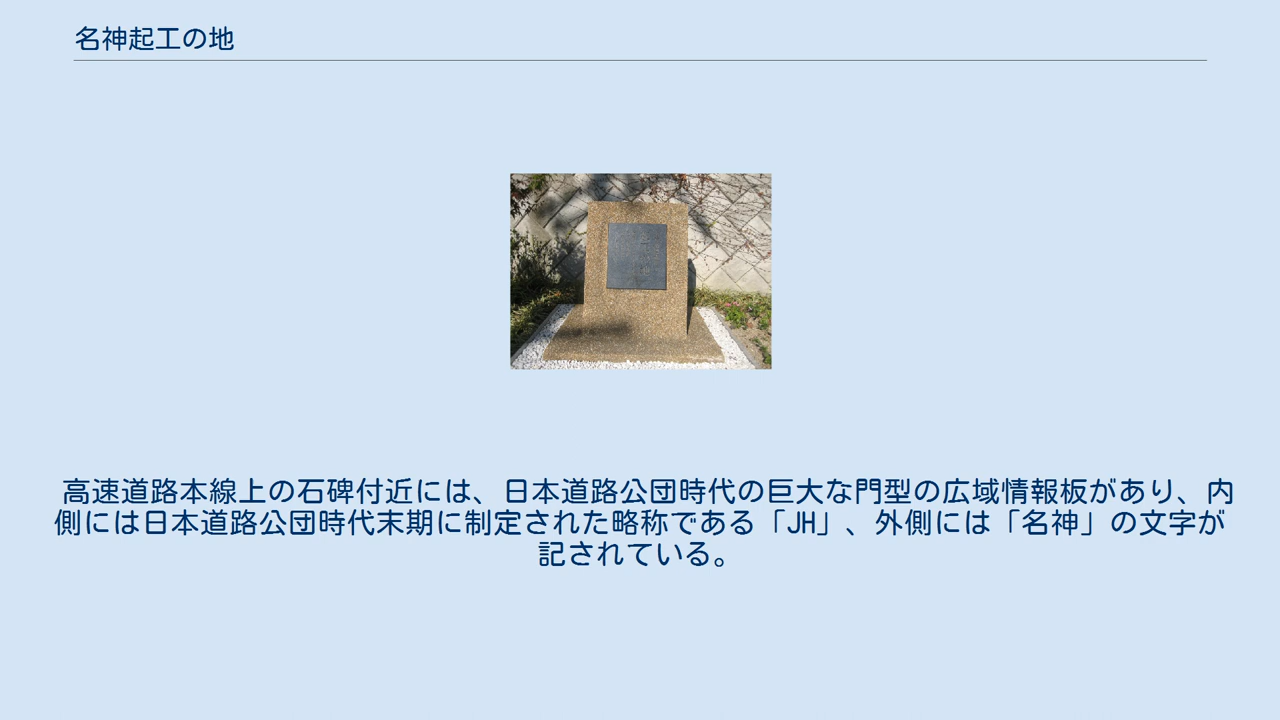 名神起工の地
高速道路本線上の石碑付近には、日本道路公団時代の巨大な門型の広域情報板があり、内
側には日本道路公団時代末期に制定された略称である「JH」、外側には「名神」の文字が
記されている。